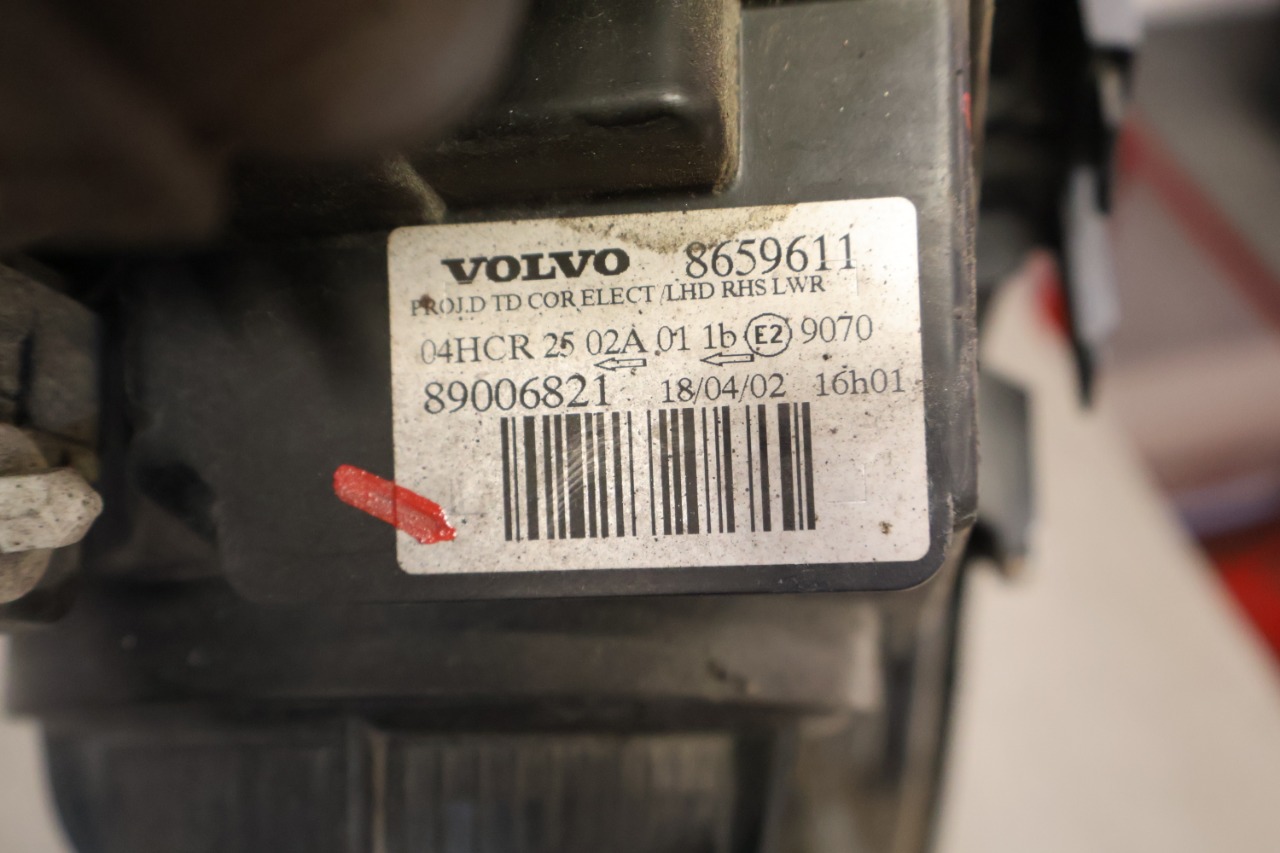 VOLVO 8659611
PROJ.D TD COR ELECT /LHD RHS LWR
04HCR 25 02A 01 1b E2 9070
89006821 18/04/02 16h01